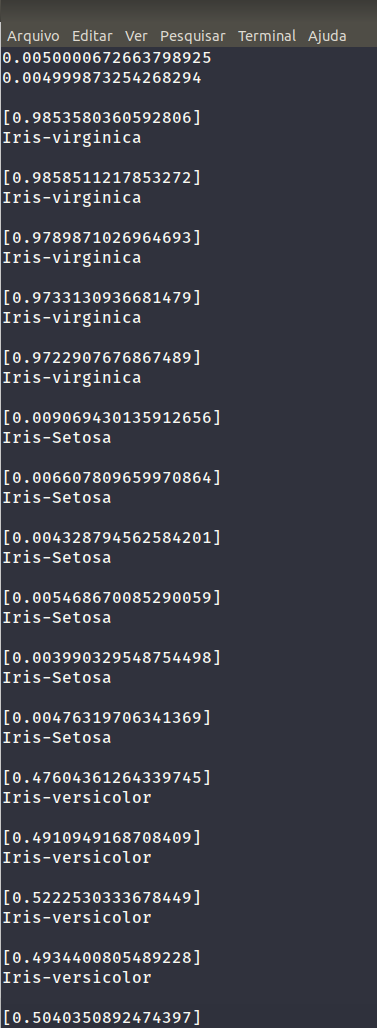 Arquivo Editar Ver Pesquisar Terminal Ajuda
0.0050000672663798925
0.004999873254268294
[0.9853580360592806]
Iris-virginica
[0.9858511217853272]
Iris-virginica
[0.9789871026964693]
Iris-virginica
[0.9733130936681479]
Iris-virginica
[0.9722907676867489]
Iris-virginica
[0.009069430135912656]
Iris-Setosa
[0.006607809659970864]
Iris-Setosa
[0.004328794562584201]
Iris-Setosa
[0.005468670085290059]
Iris-Setosa
[0.003990329548754498]
Iris-Setosa
[0.00476319706341369]
Iris-Setosa
[0.47604361264339745]
Iris-versicolor
[0.4910949168708409]
Iris-versicolor
[0.5222530333678449]
Iris-versicolor
[0.4934400805489228]
Iris-versicolor
[0.5040350892474397]